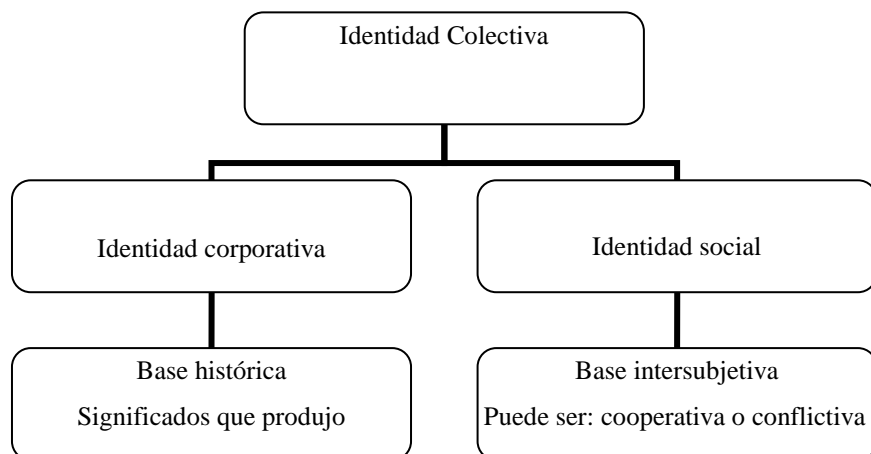 Identidad Colectiva
Identidad corporativa
Identidad social
Base histórica
Significados que produjo
Base intersubjetiva
Puede ser: cooperativa o conflictiva